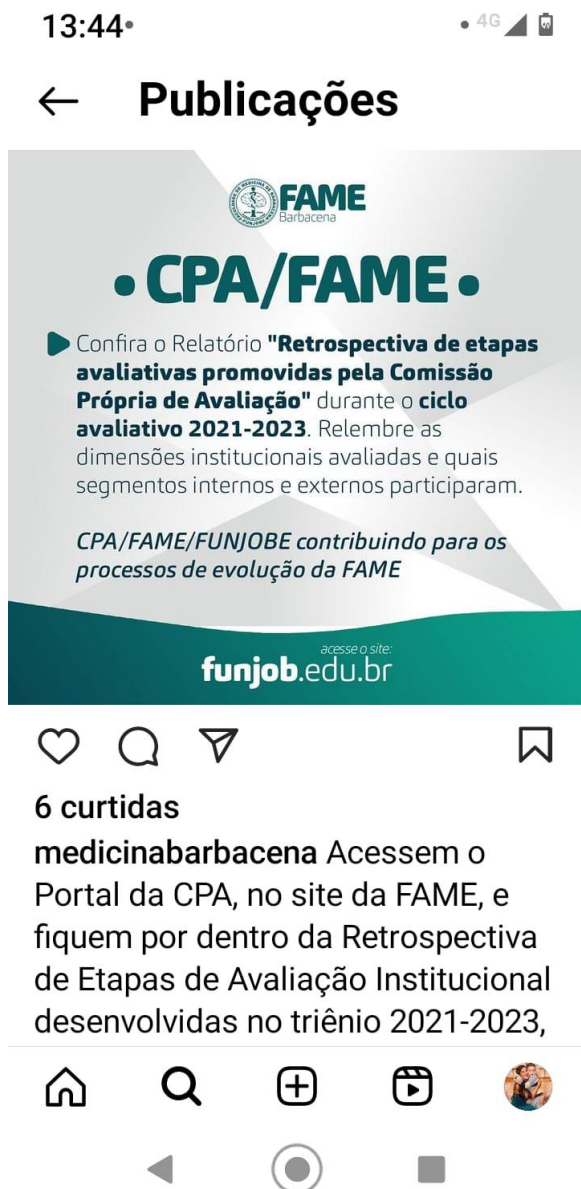 13:44
4G
Publicações
FAME
Barbacena
CPA/FAME
Confira o Relatório "Retrospectiva de etapas
avaliativas promovidas pela Comissão
Própria de Avaliação" durante o ciclo
avaliativo 2021-2023. Relembre as
dimensões institucionais avaliadas e quais
segmentos internos e externos participaram.
CPA/FAME/FUNJOBE contribuindo para os
processos de evolução da FAME
acesse o site:
funjob.edu.br
6 curtidas
medicinabarbacena Acessem o
Portal da CPA, no site da FAME, e
fiquem por dentro da Retrospectiva
de Etapas de Avaliação Institucional
desenvolvidas no triênio 2021-2023,